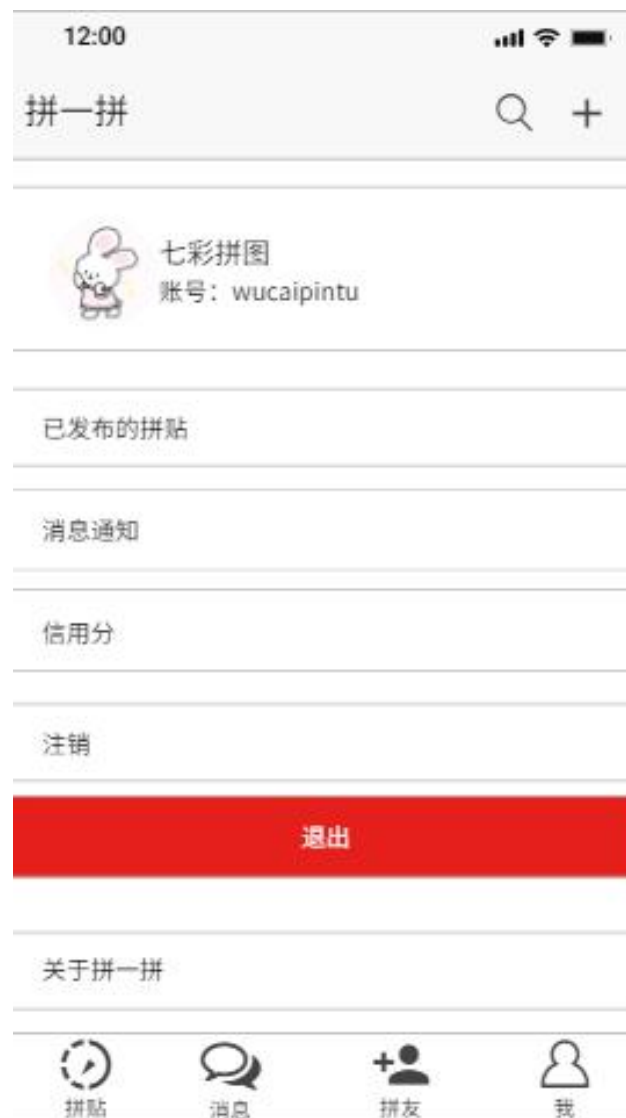 12:00
拼一拼
七彩拼图
账号：wucaipintu
已发布的拼贴
消息通知
信用分
注销
退出
关于拼一拼
拼贴 消息 拼友 我